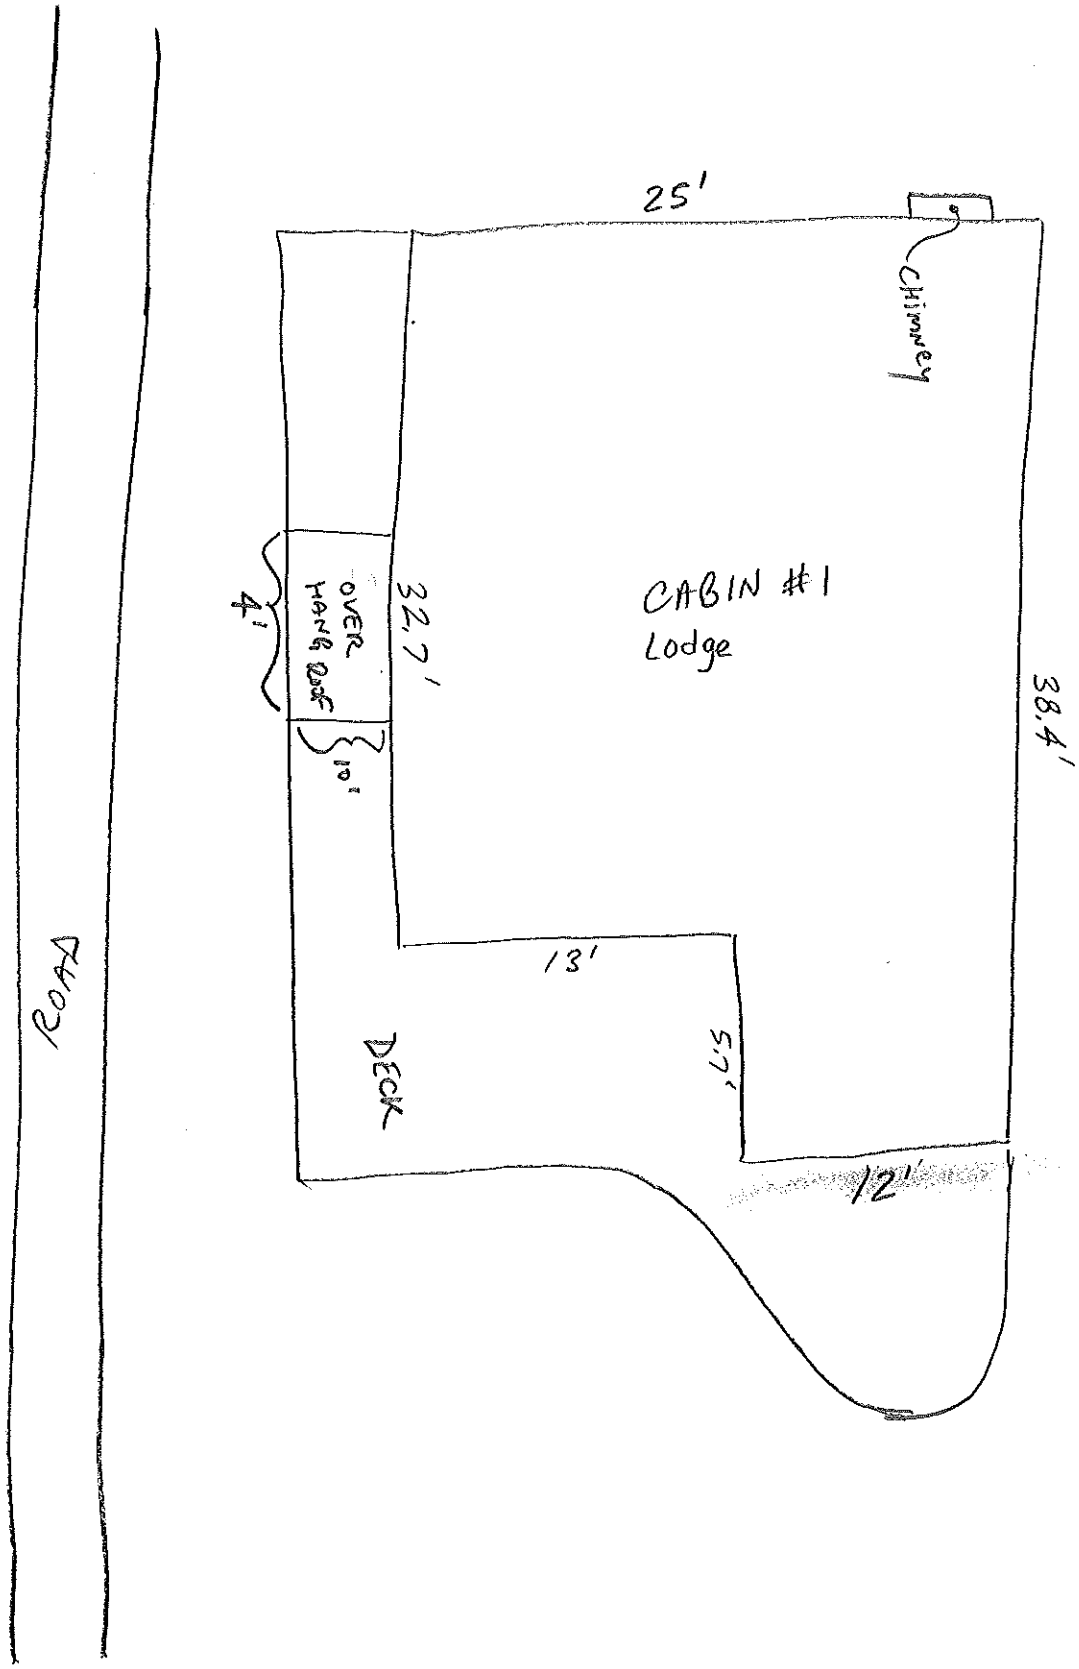 25'
CHIMNEY
CABIN #1
Lodge
38.4'
32.7'
OVER
HANG ROOF
4'
10'
13'
5.7'
12'
DECK
ROAD